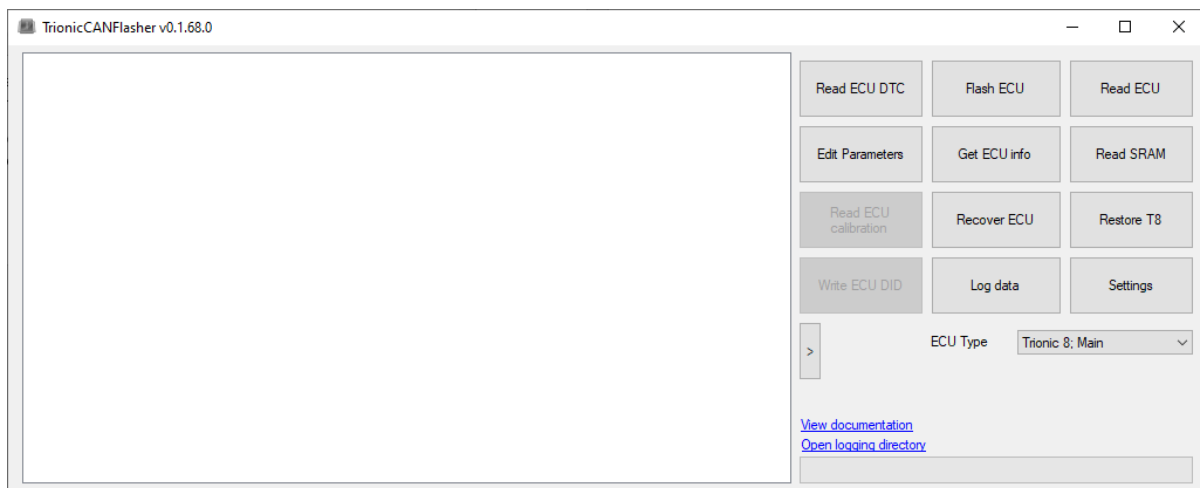 TrionicCANFlasher v0.1.68.0
Read ECU DTC
Flash ECU
Read ECU
Edit Parameters
Get ECU info
Read SRAM
Read ECU
calibration
Recover ECU
Restore T8
Write ECU DID
Log data
Settings
>
ECU Type
Trionic 8; Main
View documentation
Open logging directory